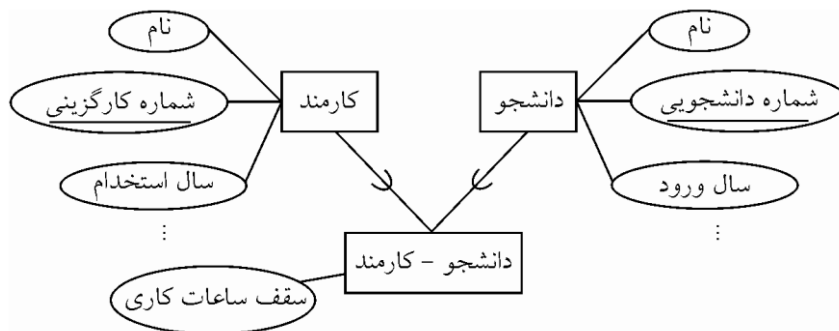 نام
نام
دانشجو
کارمند
شماره دانشجویی
شماره کارگزینی
سال ورود
سال استخدام
دانشجو - کارمند
سقف ساعات کاری